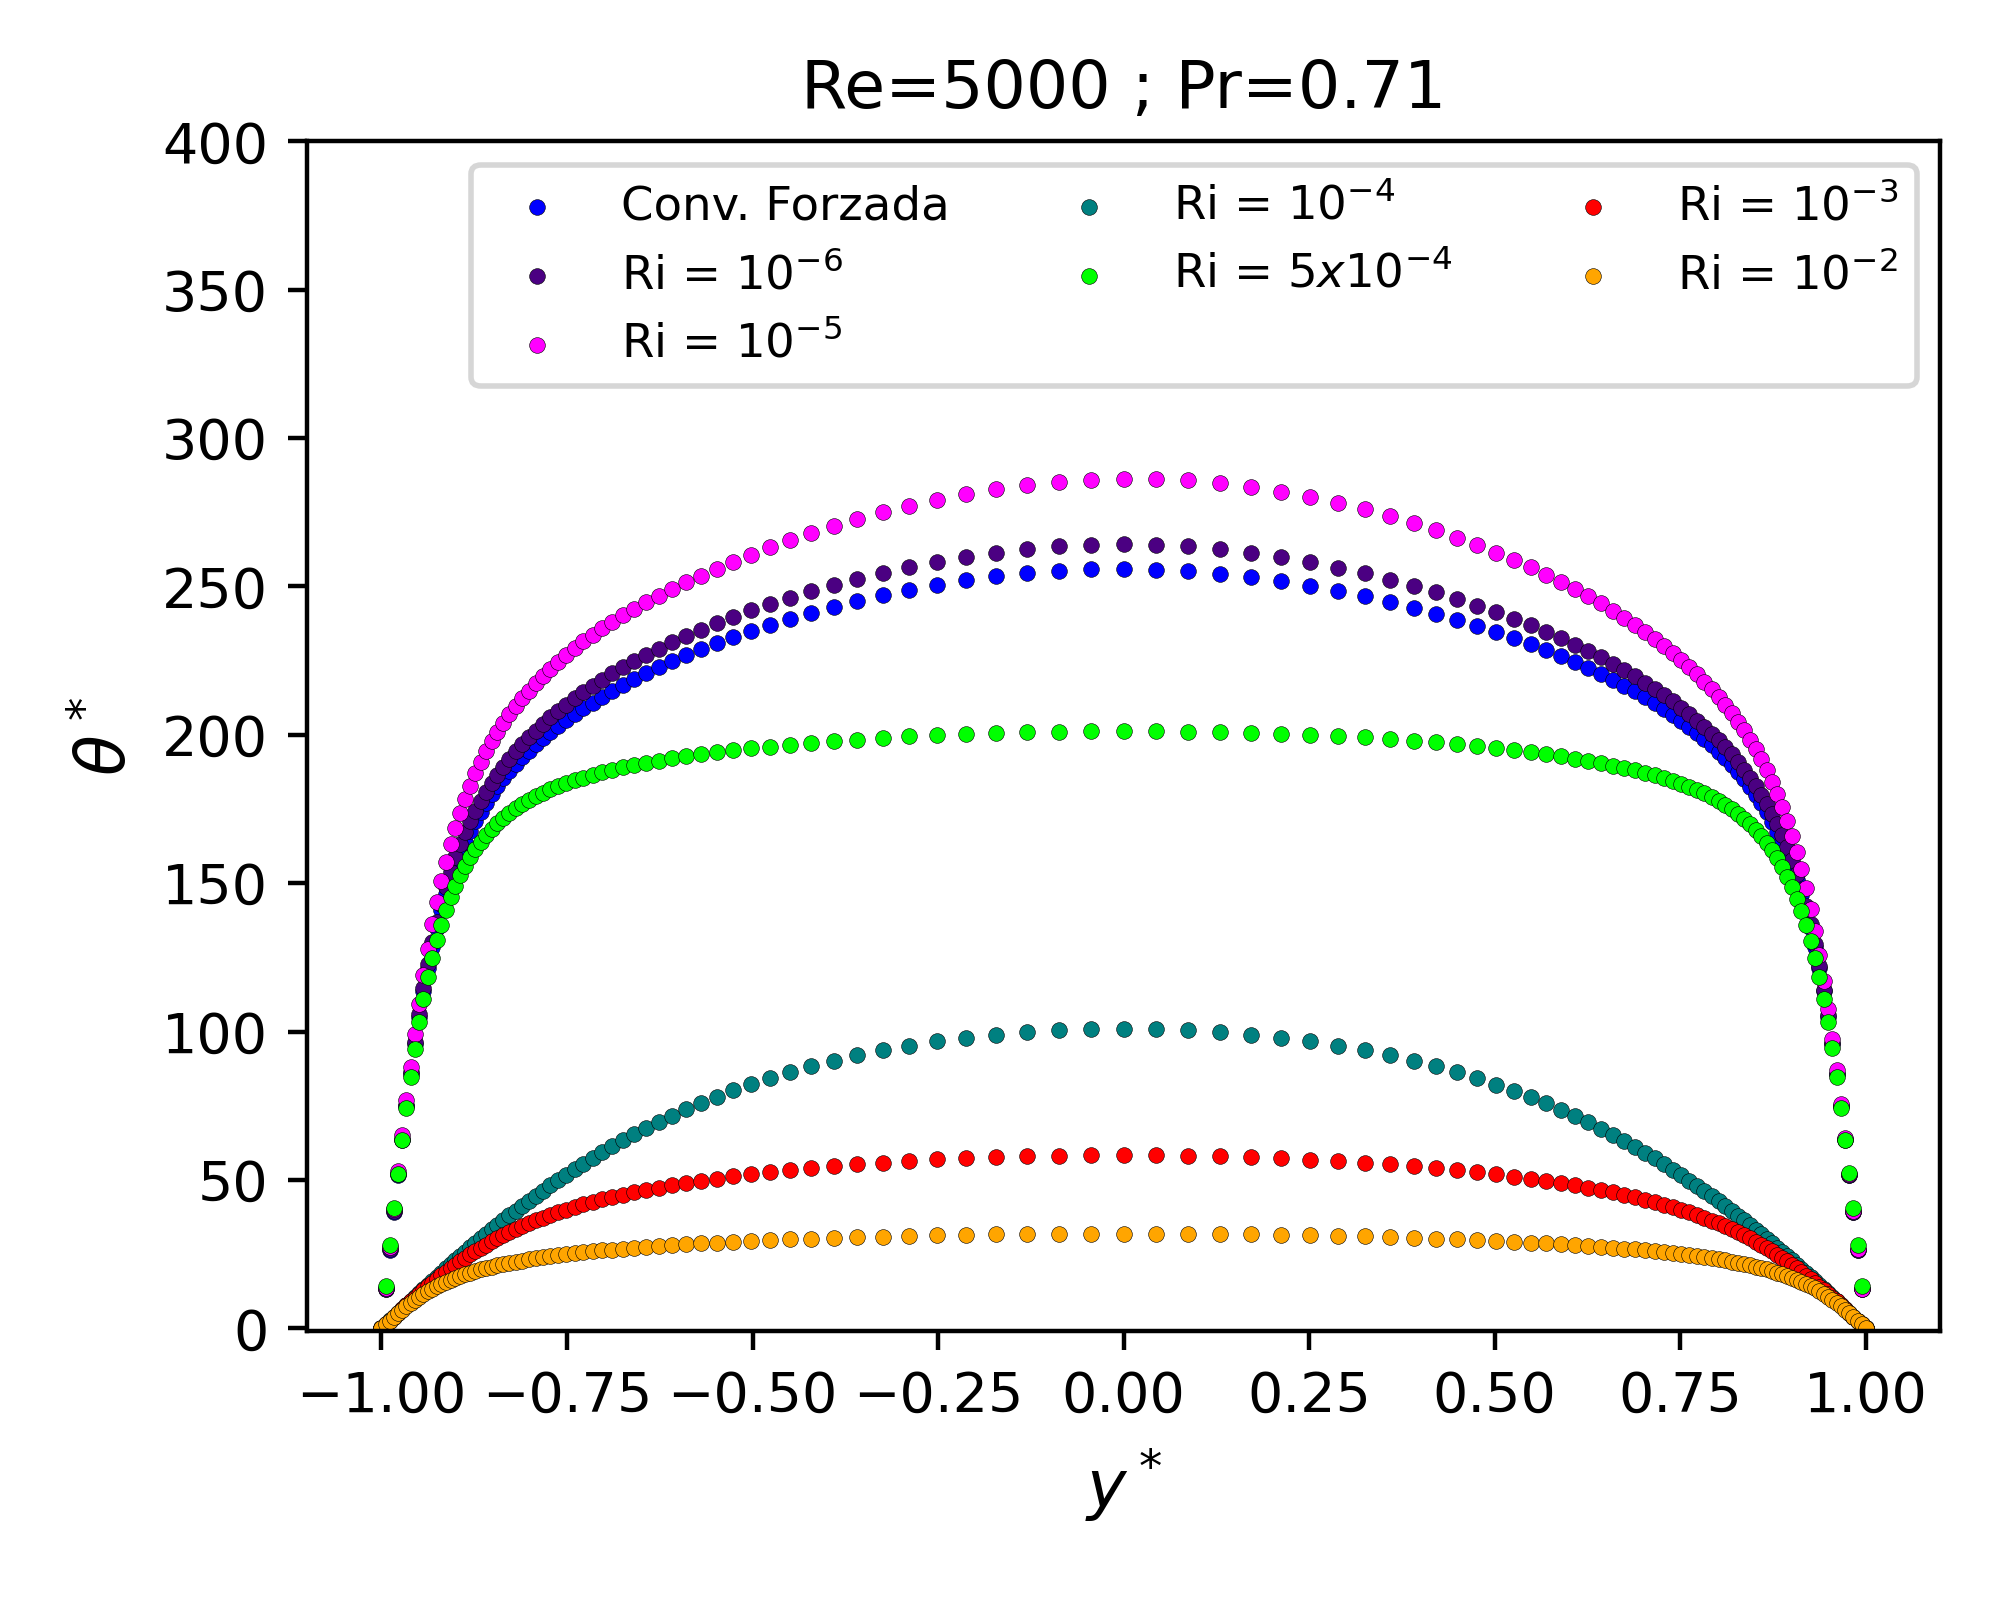 Re=5000 ; Pr=0.71
400
350
300
250
200
150
100
50
0
θ*
Conv. Forzada
Ri = 10⁻⁶
Ri = 10⁻⁵
Ri = 10⁻⁴
Ri = 5x10⁻⁴
Ri = 10⁻³
Ri = 10⁻²
−1.00 −0.75 −0.50 −0.25 0.00 0.25 0.50 0.75 1.00
y*